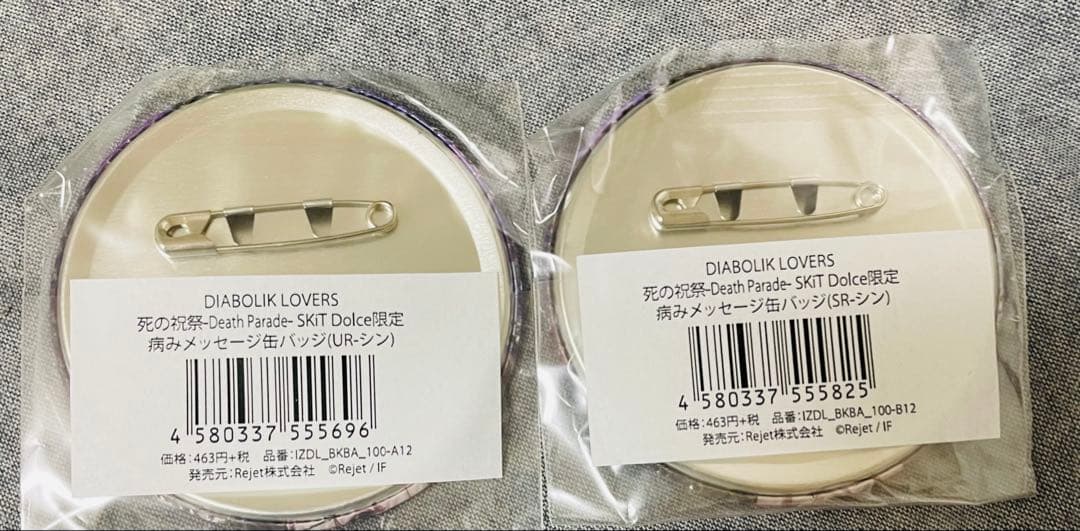 DIABOLIK LOVERS
死の祝祭-Death Parade- SKiT Dolce限定
病みメッセージ缶バッジ(UR-シン)
4 580337 555696
価格:463円+税 品番:IZDL_BKBA_100-A12
発売元:Rejet株式会社 ©Rejet / IF
DIABOLIK LOVERS
死の祝祭-Death Parade- SKiT Dolce限定
病みメッセージ缶バッジ(SR-シン)
4 580337 555825
価格:463円+税 品番:IZDL_BKBA_100-B12
発売元:Rejet株式会社 ©Rejet / IF